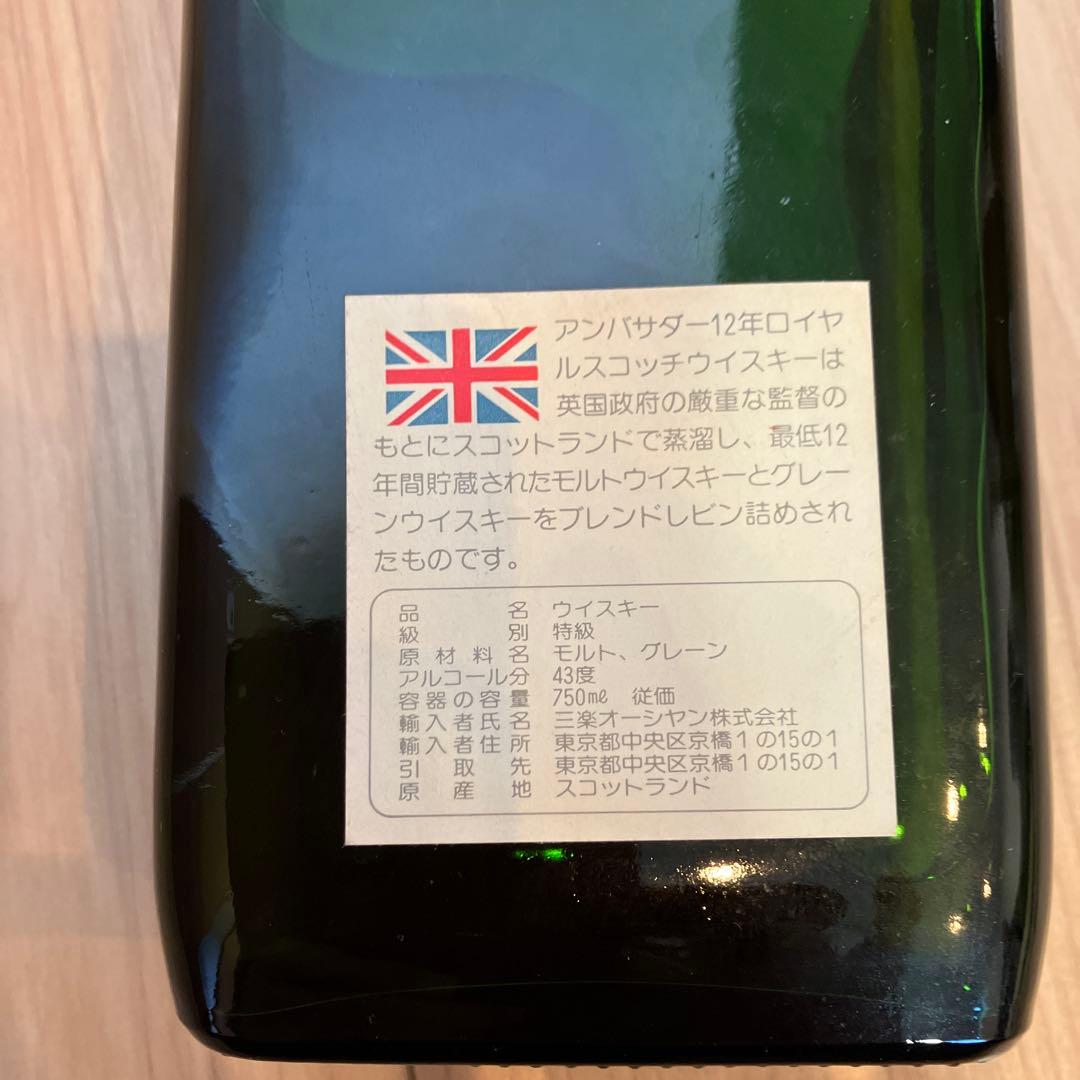 アンバサダー12年ロイヤ
ルスコッチウイスキーは
英国政府の厳重な監督の
もとにスコットランドで蒸溜し、最低12
年間貯蔵されたモルトウイスキーとグレー
ンウイスキーをブレンドしビン詰めされ
たものです。
品名 ウイスキー
級別 特級
原材料名 モルト、グレーン
アルコール分 43度
容器の容量 750㎖ 従価
輸入者氏名 三楽オーシヤン株式会社
輸入者住所 東京都中央区京橋1の15の1
引取先 東京都中央区京橋1の15の1
原産地 スコットランド